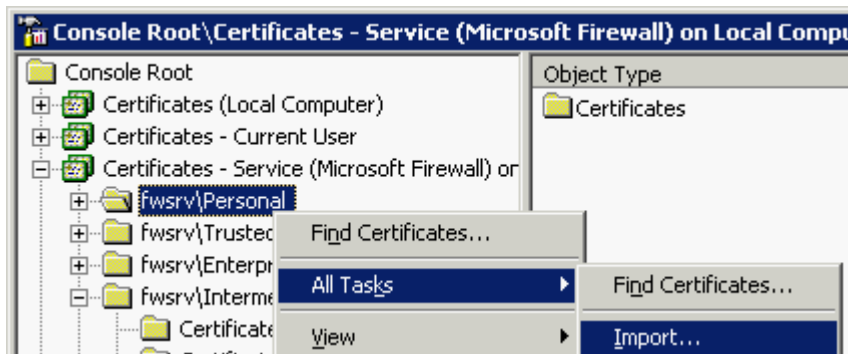 Console Root\Certificates - Service (Microsoft Firewall) on Local Compu
Console Root
Object Type
Certificates (Local Computer)
Certificates
Certificates - Current User
Certificates - Service (Microsoft Firewall) or
fwsrv\Personal
fwsrv\Trusted
Find Certificates...
fwsrv\Enterpr
All Tasks
Find Certificates...
fwsrv\Interme
Certificate
View
Import...